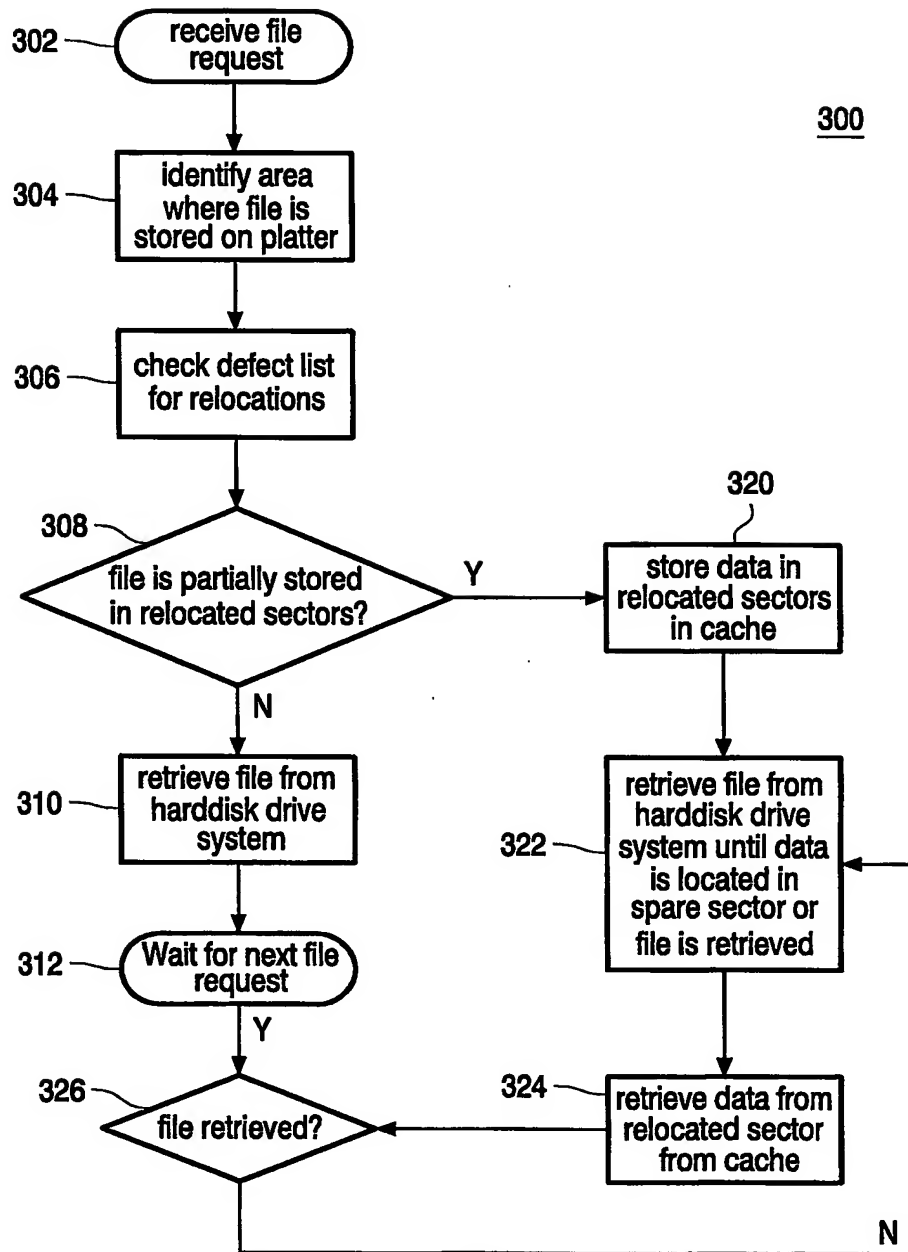 302
receive file
request
300
304
identify area
where file is
stored on platter
306
check defect list
for relocations
308
file is partially stored
in relocated sectors?
Y
N
320
store data in
relocated sectors
in cache
310
retrieve file from
harddisk drive
system
322
retrieve file from
harddisk drive
system until data
is located in
spare sector or
file is retrieved
312
Wait for next file
request
Y
326
file retrieved?
324
retrieve data from
relocated sector
from cache
N